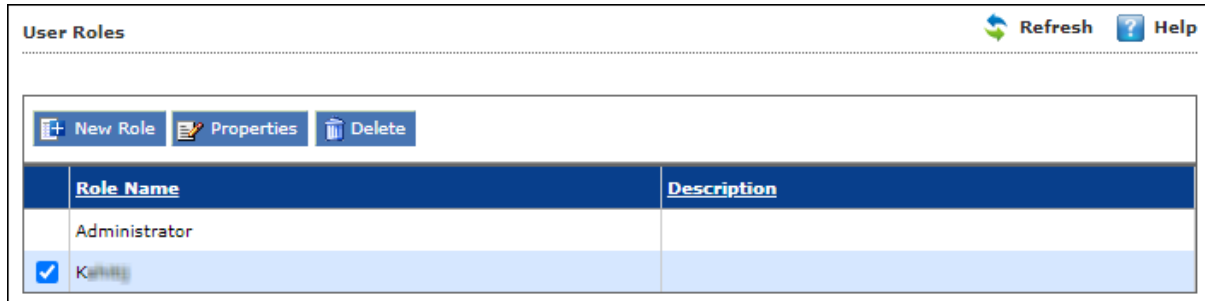 User Roles
Refresh
Help
New Role
Properties
Delete
Role Name
Description
Administrator